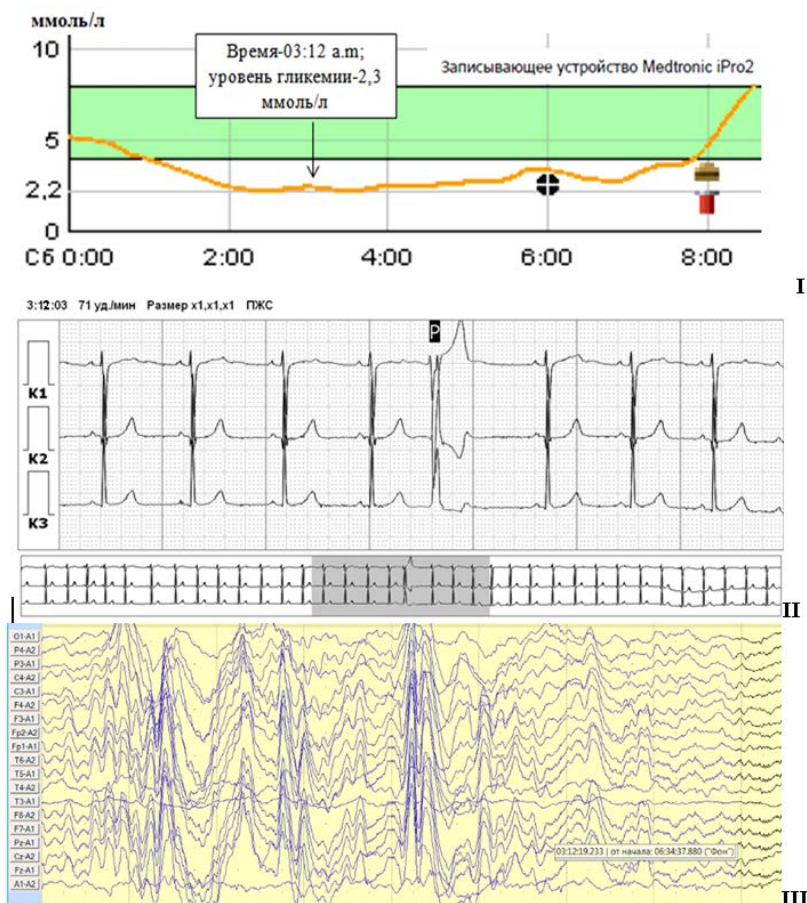 ммоль/л
10
Время-03:12 a.m;
уровень гликемии-2,3
ммоль/л
Записывающее устройство Medtronic iPro2
5
2,2
0
Сб 0:00 2:00 4:00 6:00 8:00
I
3:12:03 71 уд./мин Размер x1,x1,x1 ПЖС
P
K1
K2
K3
II
O1-A1
P4-A2
P3-A1
C4-A2
C3-A1
F4-A2
F3-A1
Fp2-A2
Fp1-A1
T6-A2
T5-A1
T4-A2
T3-A1
F8-A2
F7-A1
Pz-A1
Cz-A2
Fz-A1
A1-A2
03:12:19.233 | от начала: 06:34:37.880 ("Фон")
III